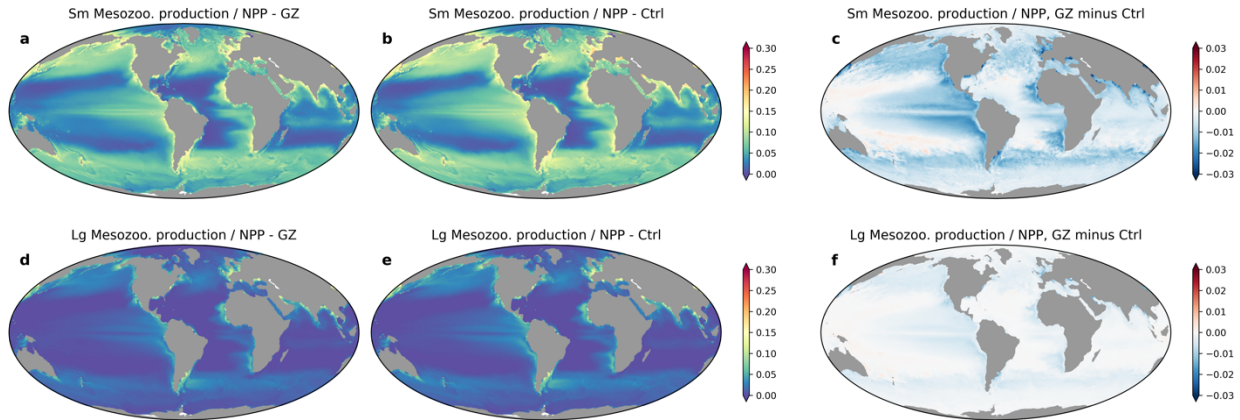 Sm Mesozoo. production / NPP - GZ
Sm Mesozoo. production / NPP - Ctrl
Sm Mesozoo. production / NPP, GZ minus Ctrl
a
b
c
0.30
0.25
0.20
0.15
0.10
0.05
0.00
0.03
0.02
0.01
0.00
−0.01
−0.02
−0.03
Lg Mesozoo. production / NPP - GZ
Lg Mesozoo. production / NPP - Ctrl
Lg Mesozoo. production / NPP, GZ minus Ctrl
d
e
f
0.30
0.25
0.20
0.15
0.10
0.05
0.00
0.03
0.02
0.01
0.00
−0.01
−0.02
−0.03